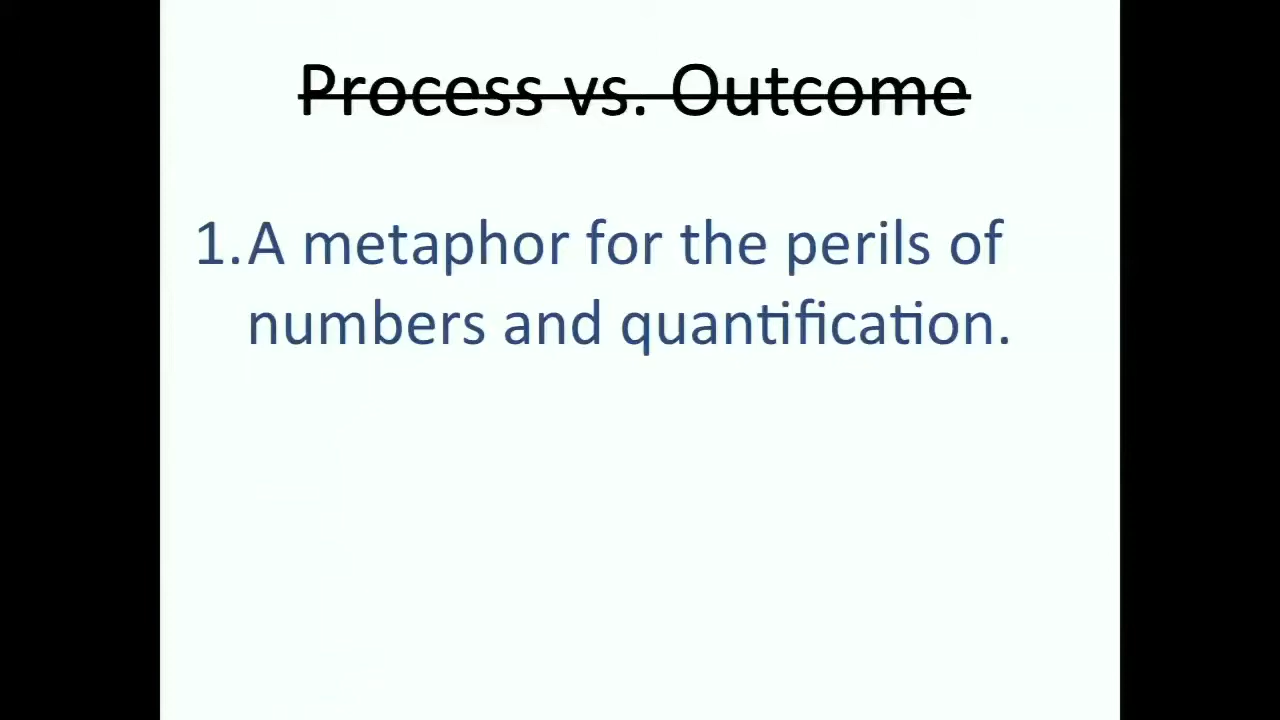 Process vs. Outcome
1. A metaphor for the perils of
numbers and quantification.